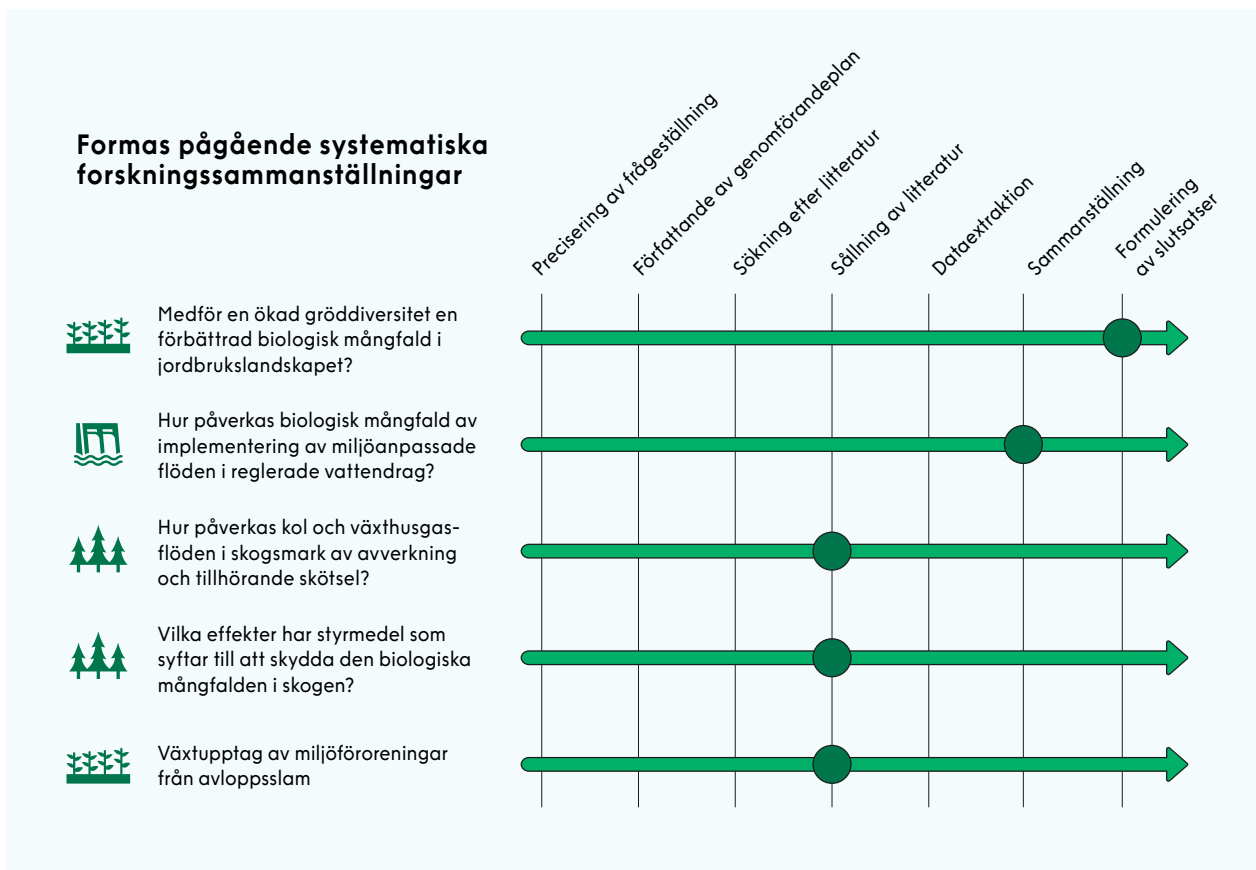 Formas pågående systematiska
forskningssammanställningar
Precisering av frågeställning
Författande av genomförandeplan
Sökning efter litteratur
Sållning av litteratur
Dataextraktion
Sammanställning
Formulering
av slutsatser
Medför en ökad gröddiversitet en
förbättrad biologisk mångfald i
jordbrukslandskapet?
Hur påverkas biologisk mångfald av
implementering av miljöanpassade
flöden i reglerade vattendrag?
Hur påverkas kol och växthusgas-
flöden i skogsmark av avverkning
och tillhörande skötsel?
Vilka effekter har styrmedel som
syftar till att skydda den biologiska
mångfalden i skogen?
Växtupptag av miljöföroreningar
från avloppsslam